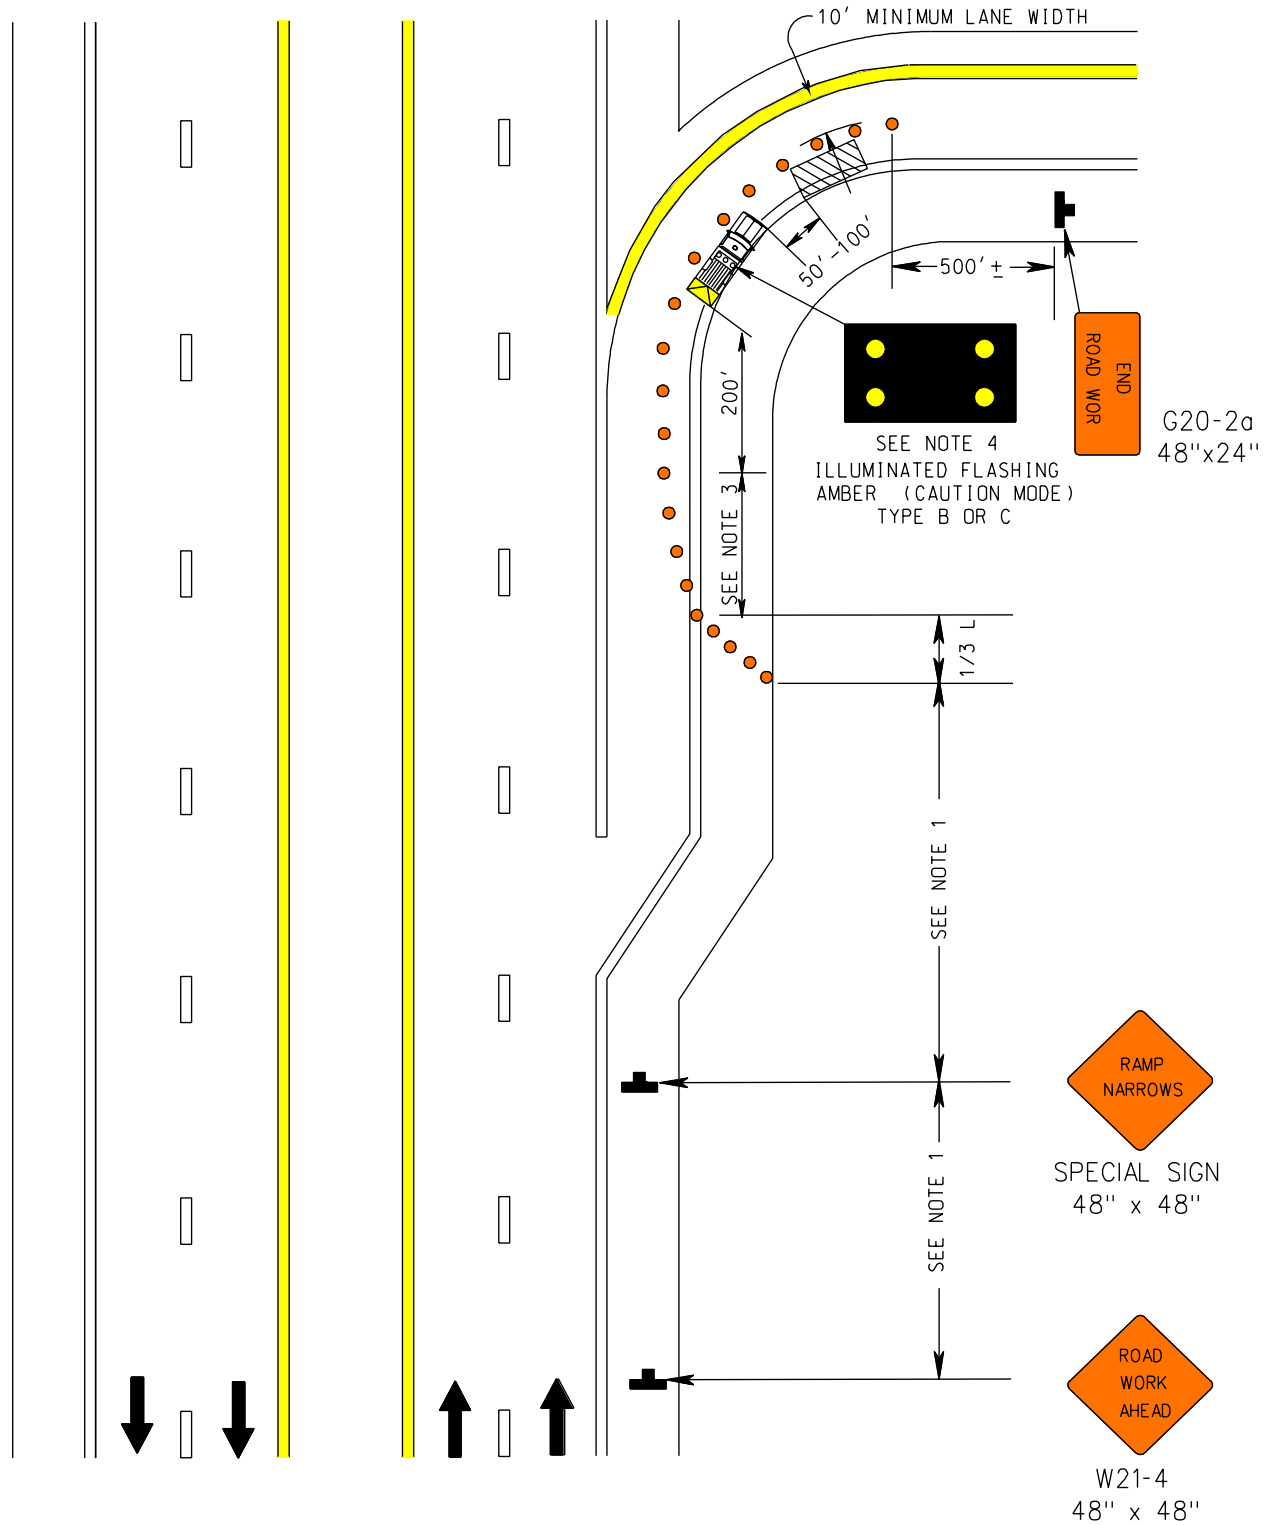 10' MINIMUM LANE WIDTH
50'-100'
500' ±
END
ROAD WOR
G20-2a
48"x24"
200'
SEE NOTE 4
ILLUMINATED FLASHING
AMBER (CAUTION MODE)
TYPE B OR C
SEE NOTE 3
1/3 L
SEE NOTE 1
RAMP
NARROWS
SPECIAL SIGN
48" x 48"
SEE NOTE 1
ROAD
WORK
AHEAD
W21-4
48" x 48"